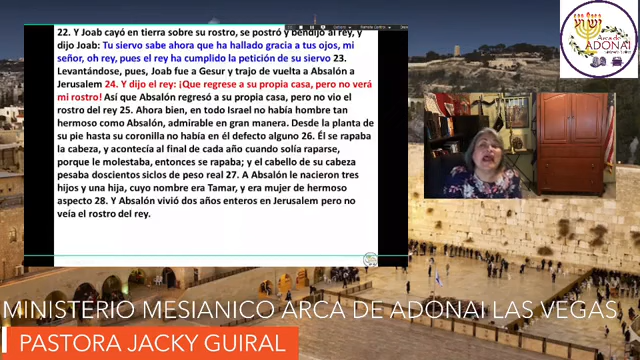 22. Y Joab cayó en tierra sobre su rostro, se postró y bendijo al rey, y
dijo Joab: Tu siervo sabe ahora que ha hallado gracia a tus ojos, mi
señor, oh rey, pues el rey ha cumplido la petición de su siervo 23.
Levantándose, pues, Joab fue a Gesur y trajo de vuelta a Absalón a
Jerusalem 24. Y dijo el rey: ¡Que regrese a su propia casa, pero no verá
mi rostro! Así que Absalón regresó a su propia casa, pero no vio el
rostro del rey 25. Ahora bien, en todo Israel no había hombre tan
hermoso como Absalón, admirable en gran manera. Desde la planta de
su pie hasta su coronilla no había en él defecto alguno 26. Él se rapaba
la cabeza, y acontecía al final de cada año cuando solía raparse,
porque le molestaba, entonces se rapaba; y el cabello de su cabeza
pesaba doscientos siclos de peso real 27. A Absalón le nacieron tres
hijos y una hija, cuyo nombre era Tamar, y era mujer de hermoso
aspecto 28. Y Absalón vivió dos años enteros en Jerusalem pero no
veía el rostro del rey.
Arca de
ADONAI
MINISTERIO MESIANICO ARCA DE ADONAI LAS VEGAS
PASTORA JACKY GUIRAL